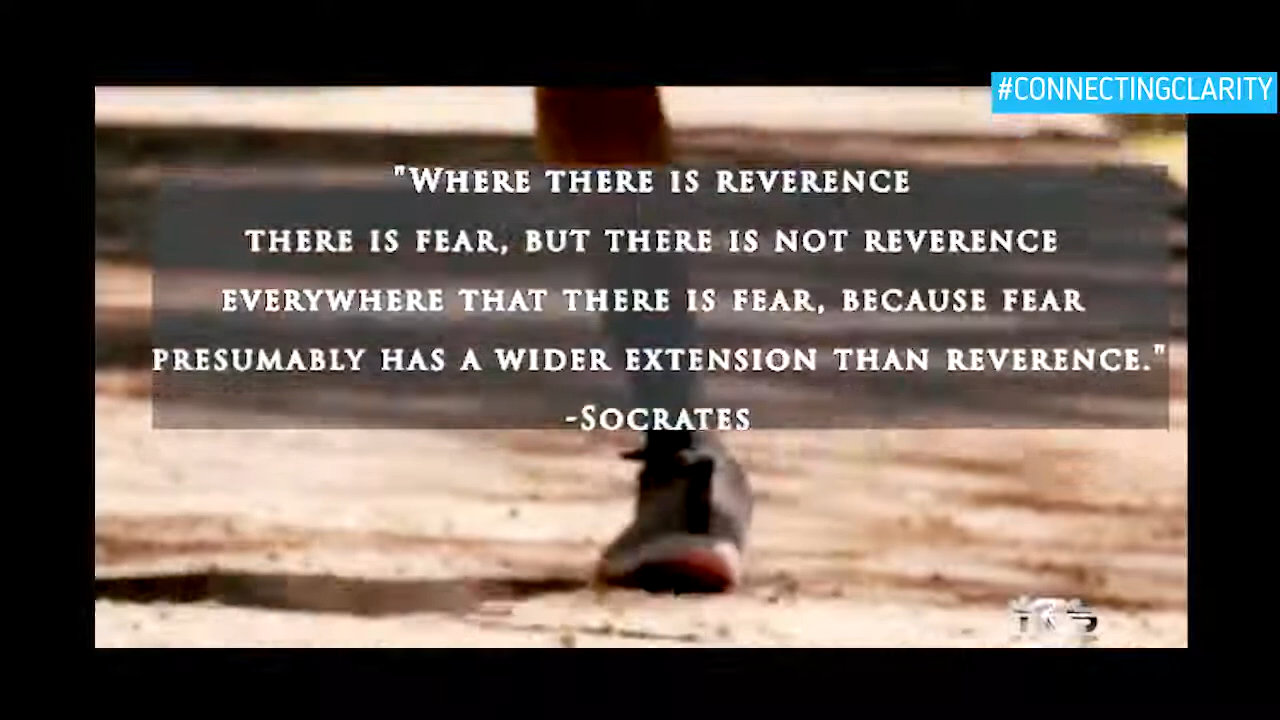 #CONNECTINGCLARITY
"WHERE THERE IS REVERENCE
THERE IS FEAR, BUT THERE IS NOT REVERENCE
EVERYWHERE THAT THERE IS FEAR, BECAUSE FEAR
PRESUMABLY HAS A WIDER EXTENSION THAN REVERENCE."
-SOCRATES